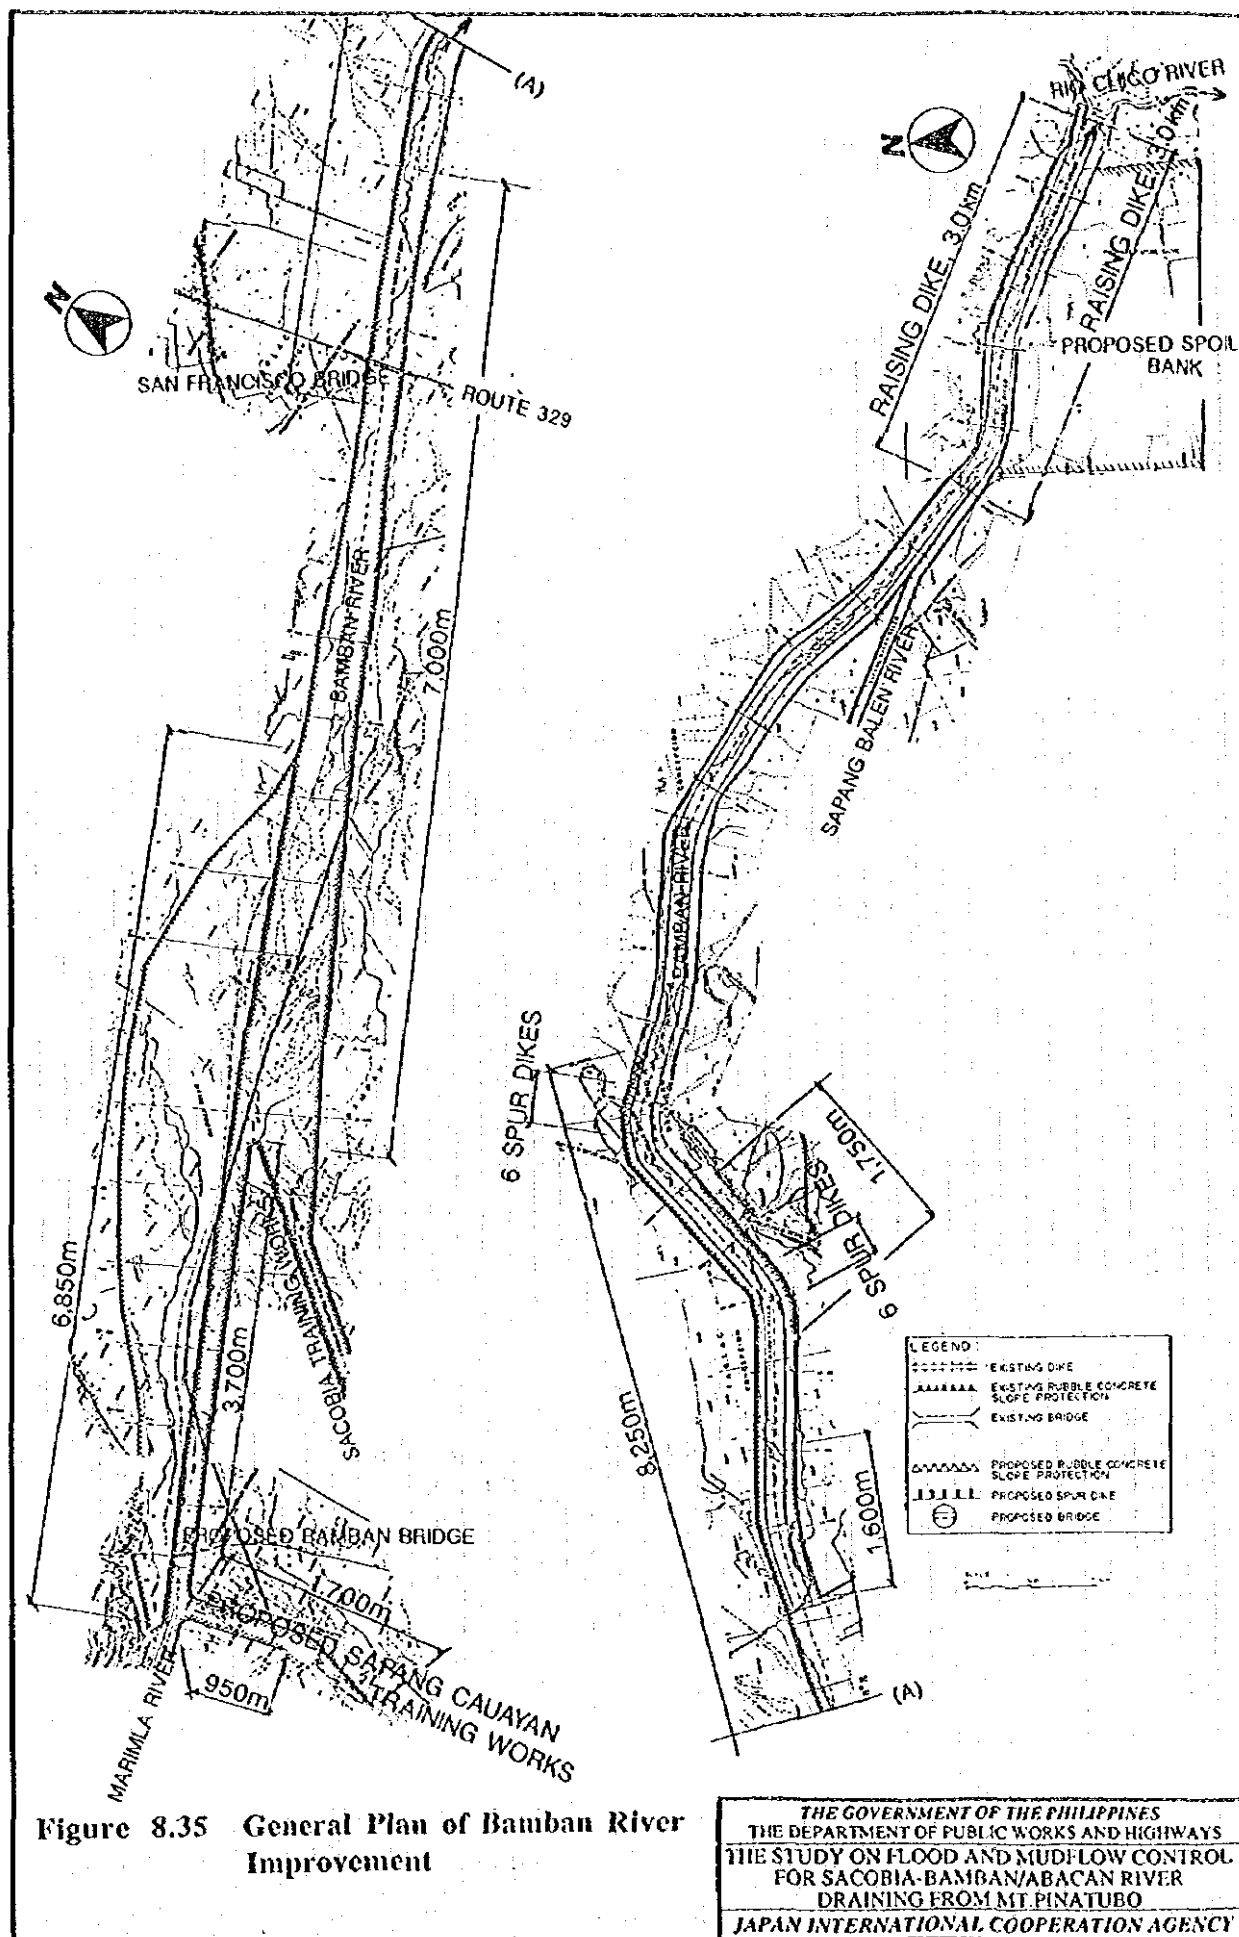 (A)
N
SAN FRANCISCO BRIDGE
ROUTE 329
BAMBAN RIVER
7,000m
6,850m
3,700m
SACOBIA TRAINING WORKS
PROPOSED BAMBAN BRIDGE
1,700m
PROPOSED SAPANG CAUAYAN
TRAINING WORKS
950m
MARIMLA RIVER
N
RIO CHICO RIVER
RAISING DIKE, 3.0km
RAISING DIKE, 3.0km
PROPOSED SPOIL
BANK
SAPANG BALEN RIVER
BAMBAN RIVER
6 SPUR DIKES
1,750m
6 SPUR DIKES
8,250m
1,600m
(A)
LEGEND
EXISTING DIKE
EXISTING RUBBLE CONCRETE
SLOPE PROTECTION
EXISTING BRIDGE
PROPOSED RUBBLE CONCRETE
SLOPE PROTECTION
PROPOSED SPUR DIKE
PROPOSED BRIDGE
Figure 8.35 General Plan of Bamban River
Improvement
THE GOVERNMENT OF THE PHILIPPINES
THE DEPARTMENT OF PUBLIC WORKS AND HIGHWAYS
THE STUDY ON FLOOD AND MUDFLOW CONTROL
FOR SACOBIA-BAMBAN/ABACAN RIVER
DRAINING FROM MT.PINATUBO
JAPAN INTERNATIONAL COOPERATION AGENCY